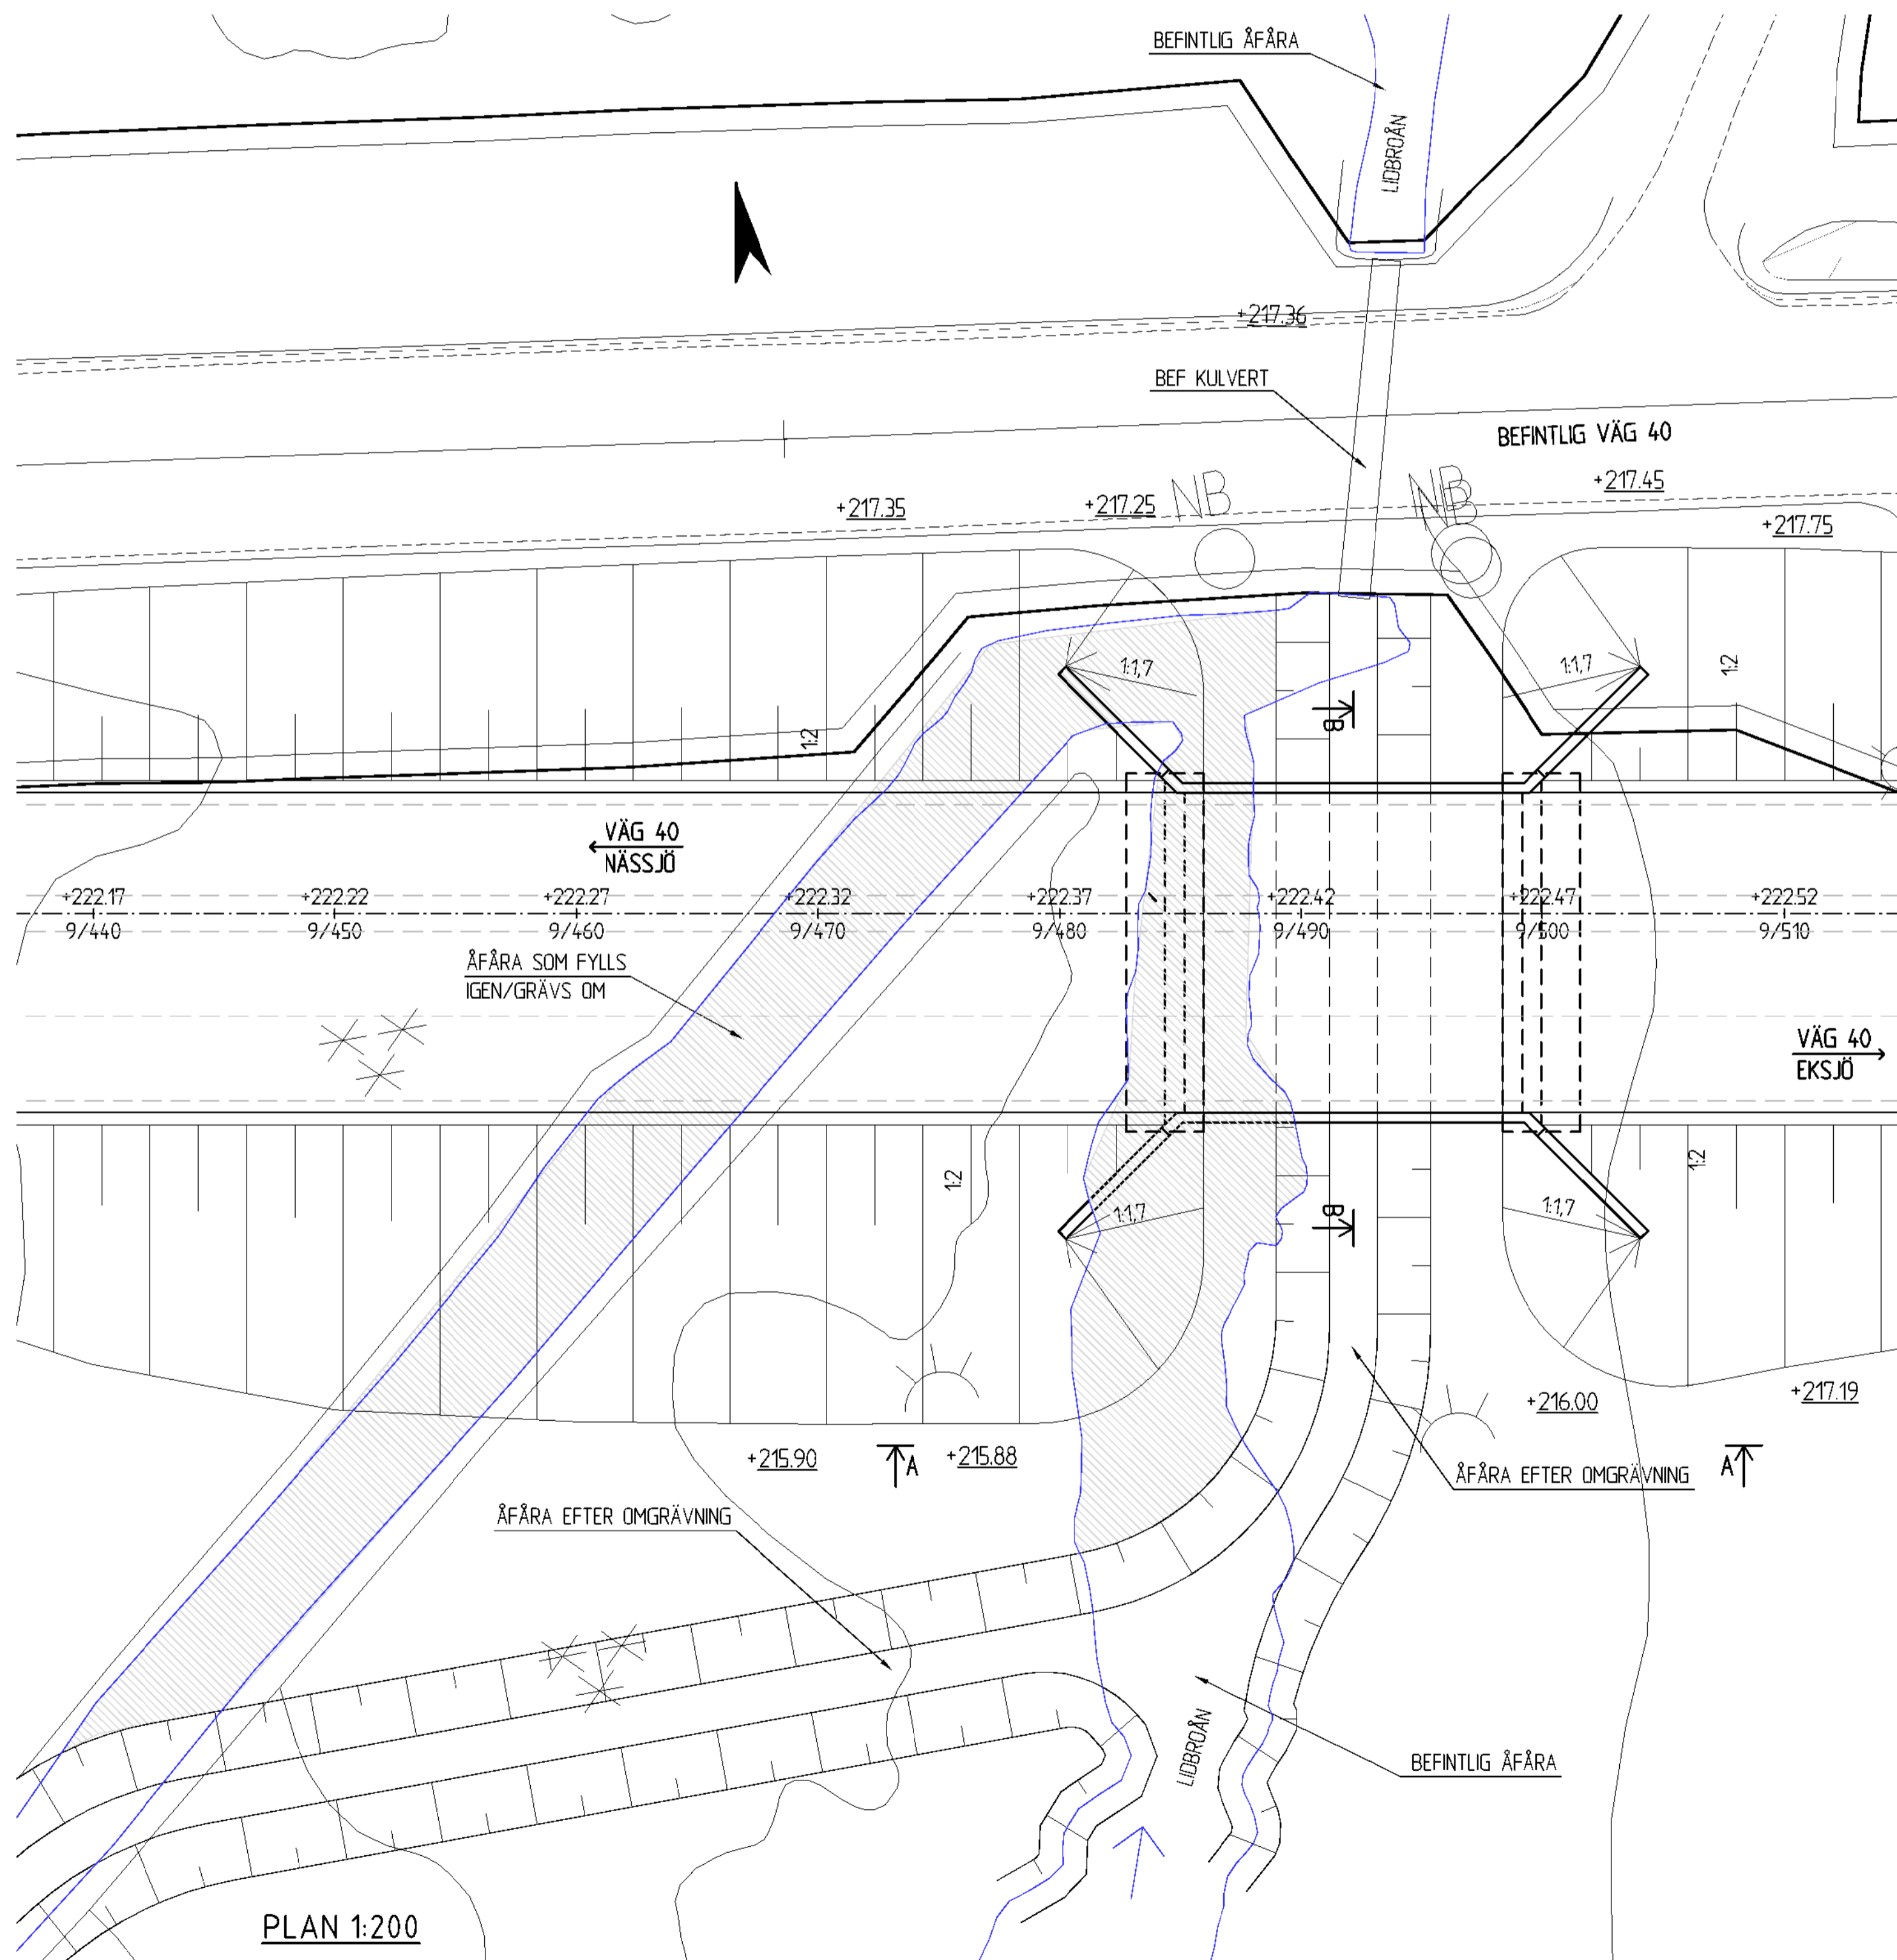 BEFINTLIG ÅFÅRA
LIDBROÅN
+217.36
BEF KULVERT
BEFINTLIG VÄG 40
+217.45
NB
NB
NB
+217.35
+217.25
+217.75
1:1,7
1:1,7
1:2
B
1:2
VÄG 40
NÄSSJÖ
+222.17
+222.22
+222.27
+222.32
+222.37
+222.42
+222.47
+222.52
9/440
9/450
9/460
9/470
9/480
9/490
9/500
9/510
ÅFÅRA SOM FYLLS
IGEN/GRÄVS OM
VÄG 40
EKSJÖ
1:2
1:2
1:1,7
B
1:1,7
+217.19
+216.00
+215.90
A
+215.88
ÅFÅRA EFTER OMGRÄVNING
A
ÅFÅRA EFTER OMGRÄVNING
LIDBROÅN
BEFINTLIG ÅFÅRA
PLAN 1:200